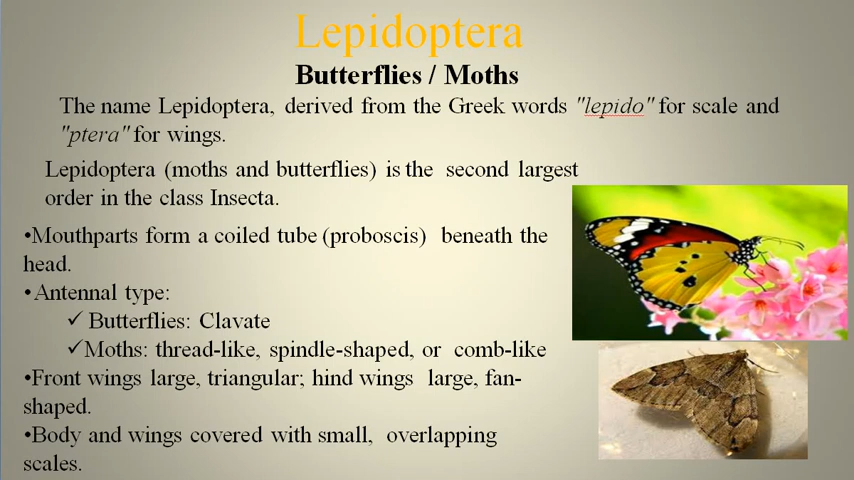 Lepidoptera
Butterflies / Moths
The name Lepidoptera, derived from the Greek words "lepido" for scale and
"ptera" for wings.
Lepidoptera (moths and butterflies) is the second largest
order in the class Insecta.
•Mouthparts form a coiled tube (proboscis) beneath the
head.
•Antennal type:
✓ Butterflies: Clavate
✓Moths: thread-like, spindle-shaped, or comb-like
•Front wings large, triangular; hind wings large, fan-
shaped.
•Body and wings covered with small, overlapping
scales.